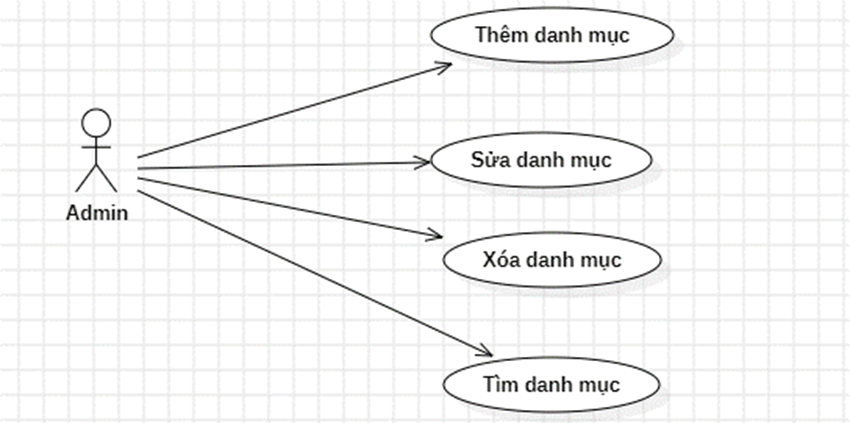 Thêm danh mục
Sửa danh mục
Admin
Xóa danh mục
Tìm danh mục